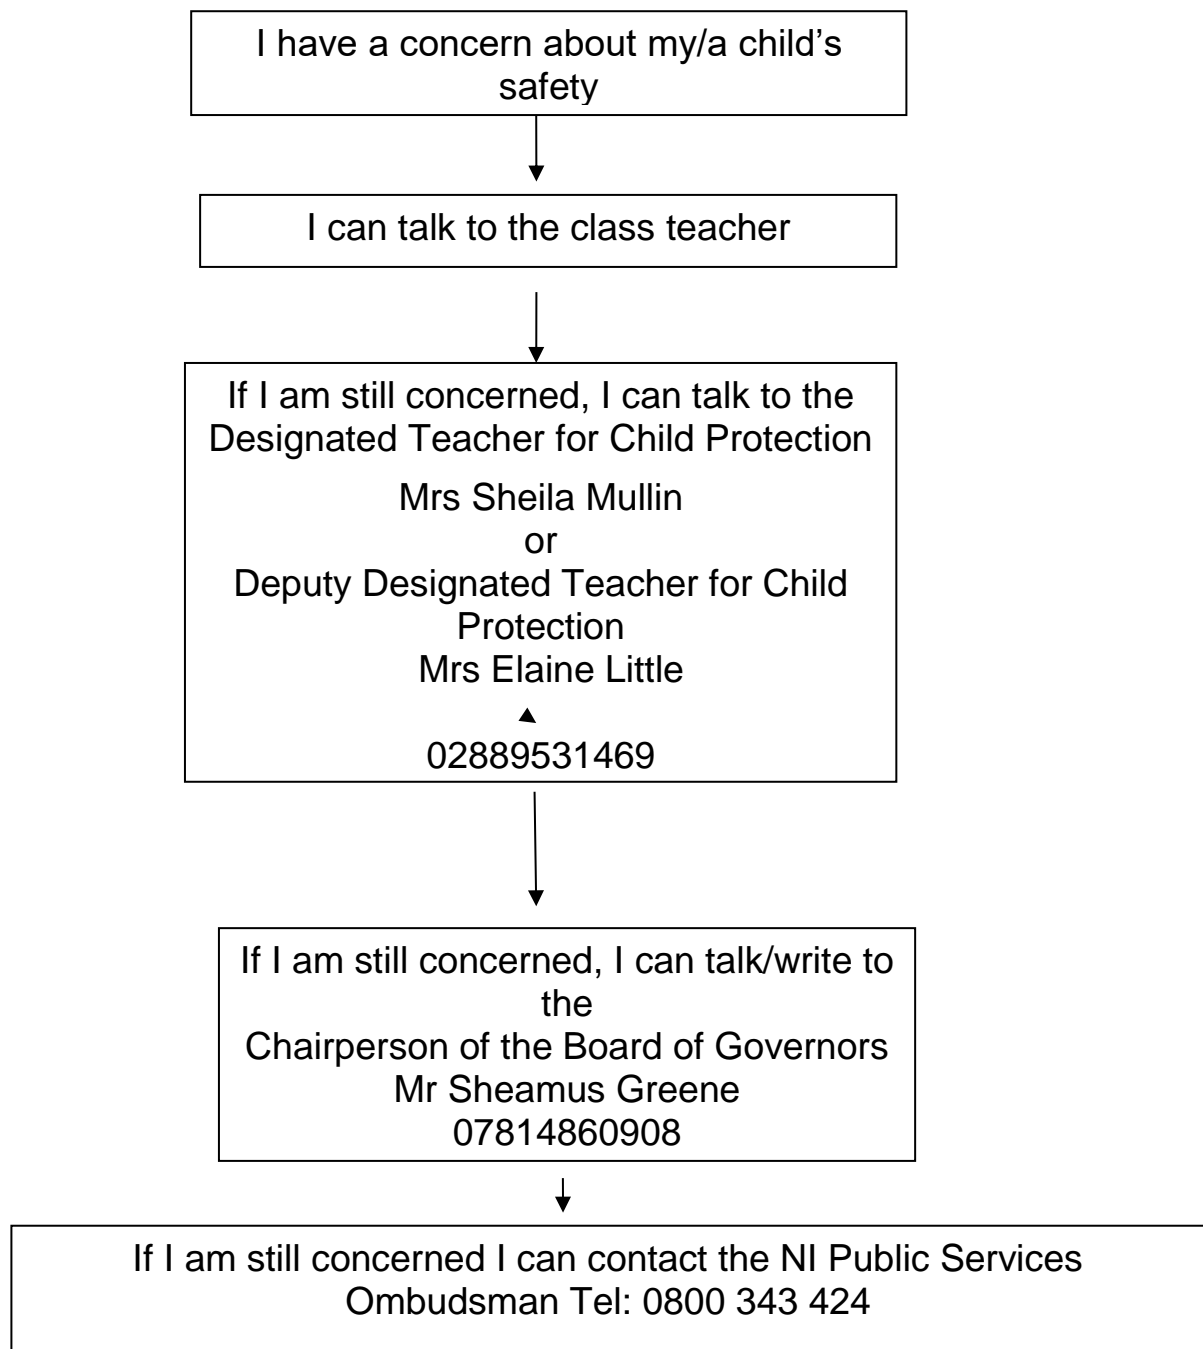 I have a concern about my/a child’s
safety
I can talk to the class teacher
If I am still concerned, I can talk to the
Designated Teacher for Child Protection
Mrs Sheila Mullin
or
Deputy Designated Teacher for Child
Protection
Mrs Elaine Little
02889531469
If I am still concerned, I can talk/write to
the
Chairperson of the Board of Governors
Mr Sheamus Greene
07814860908
If I am still concerned I can contact the NI Public Services
Ombudsman Tel: 0800 343 424